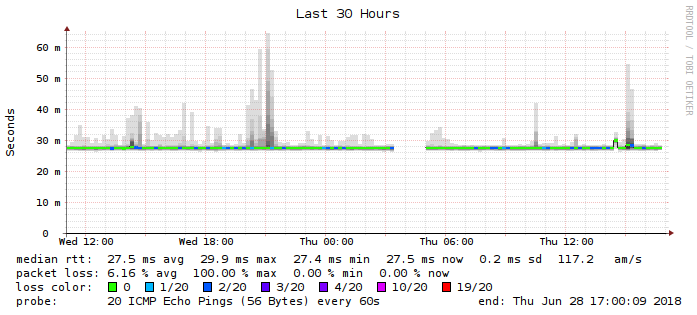 Last 30 Hours
RRDTOOL / TOBI OETIKER
Seconds
60 m
50 m
40 m
30 m
20 m
10 m
0
Wed 12:00 Wed 18:00 Thu 00:00 Thu 06:00 Thu 12:00
median rtt: 27.5 ms avg 29.9 ms max 27.4 ms min 27.5 ms now 0.2 ms sd 117.2 am/s
packet loss: 6.16 % avg 100.00 % max 0.00 % min 0.00 % now
loss color: 0 1/20 2/20 3/20 4/20 10/20 19/20
probe: 20 ICMP Echo Pings (56 Bytes) every 60s end: Thu Jun 28 17:00:09 2018